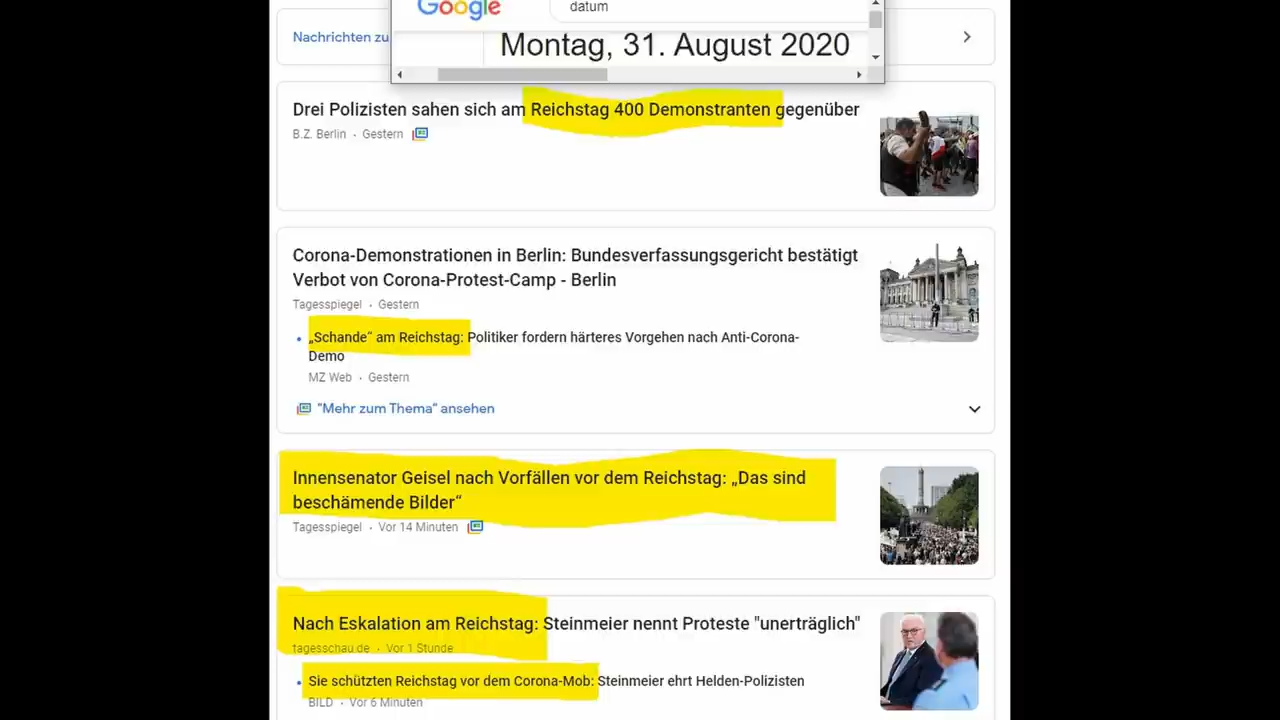 Google
datum
Nachrichten zu
Montag, 31. August 2020
Drei Polizisten sahen sich am Reichstag 400 Demonstranten gegenüber
B.Z. Berlin · Gestern
Corona-Demonstrationen in Berlin: Bundesverfassungsgericht bestätigt
Verbot von Corona-Protest-Camp - Berlin
Tagesspiegel · Gestern
• „Schande“ am Reichstag: Politiker fordern härteres Vorgehen nach Anti-Corona-
Demo
MZ Web · Gestern
"Mehr zum Thema" ansehen
Innensenator Geisel nach Vorfällen vor dem Reichstag: „Das sind
beschämende Bilder“
Tagesspiegel · Vor 14 Minuten
Nach Eskalation am Reichstag: Steinmeier nennt Proteste "unerträglich"
tagesschau.de · Vor 1 Stunde
• Sie schützten Reichstag vor dem Corona-Mob: Steinmeier ehrt Helden-Polizisten
BILD · Vor 6 Minuten